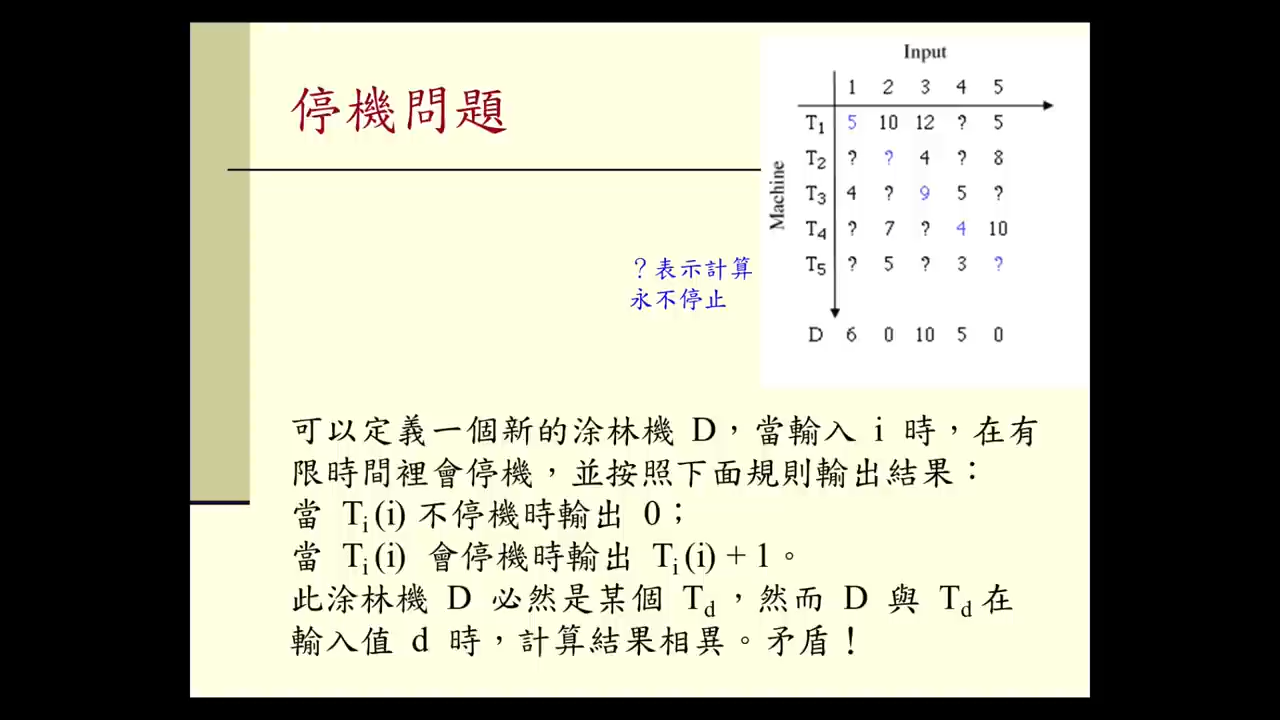 停機問題
Input
1 2 3 4 5
Machine
T1 5 10 12 ? 5
T2 ? ? 4 ? 8
T3 4 ? 9 5 ?
T4 ? 7 ? 4 10
T5 ? 5 ? 3 ?
D 6 0 10 5 0
？表示計算
永不停止
可以定義一個新的涂林機 D，當輸入 i 時，在有
限時間裡會停機，並按照下面規則輸出結果：
當 Ti(i) 不停機時輸出 0；
當 Ti(i) 會停機時輸出 Ti(i) + 1。
此涂林機 D 必然是某個 Td，然而 D 與 Td 在
輸入值 d 時，計算結果相異。矛盾！